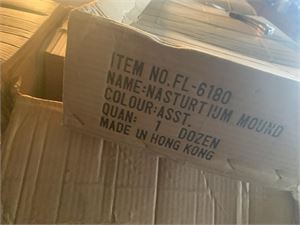 ITEM NO. FL-6180
NAME: NASTURTIUM MOUND
COLOUR: ASST.
QUAN: 1 DOZEN
MADE IN HONG KONG